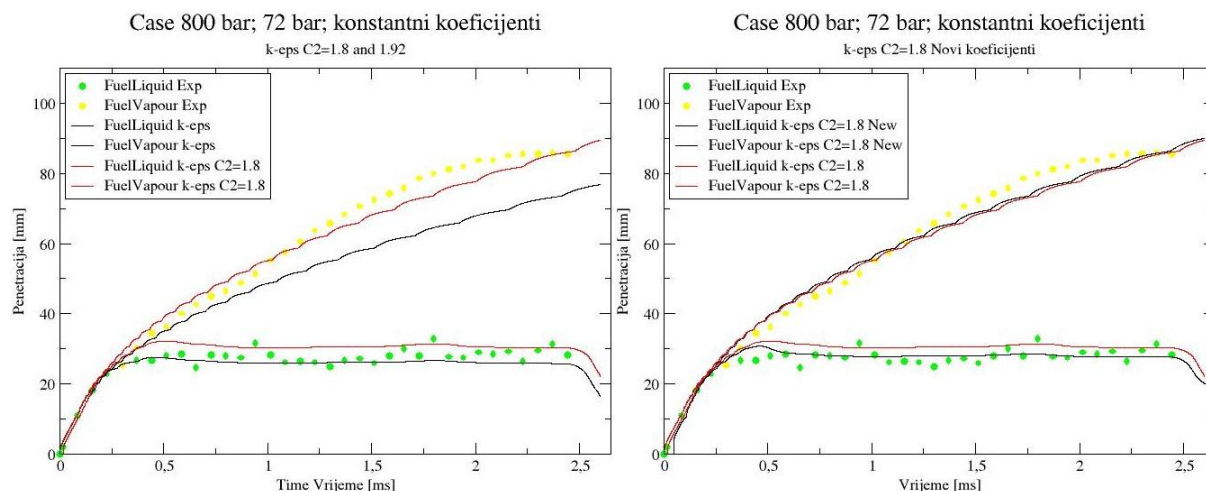 Case 800 bar; 72 bar; konstantni koeficijenti
k-eps C2=1.8 and 1.92
FuelLiquid Exp
FuelVapour Exp
FuelLiquid k-eps
FuelVapour k-eps
FuelLiquid k-eps C2=1.8
FuelVapour k-eps C2=1.8
Penetracija [mm]
100
80
60
40
20
0
0
0,5
1
1,5
2
2,5
Time Vrijeme [ms]
Case 800 bar; 72 bar; konstantni koeficijenti
k-eps C2=1.8 Novi koeficijenti
FuelLiquid Exp
FuelVapour Exp
FuelLiquid k-eps C2=1.8 New
FuelVapour k-eps C2=1.8 New
FuelLiquid k-eps C2=1.8
FuelVapour k-eps C2=1.8
Penetracija [mm]
100
80
60
40
20
0
0
0,5
1
1,5
2
2,5
Vrijeme [ms]